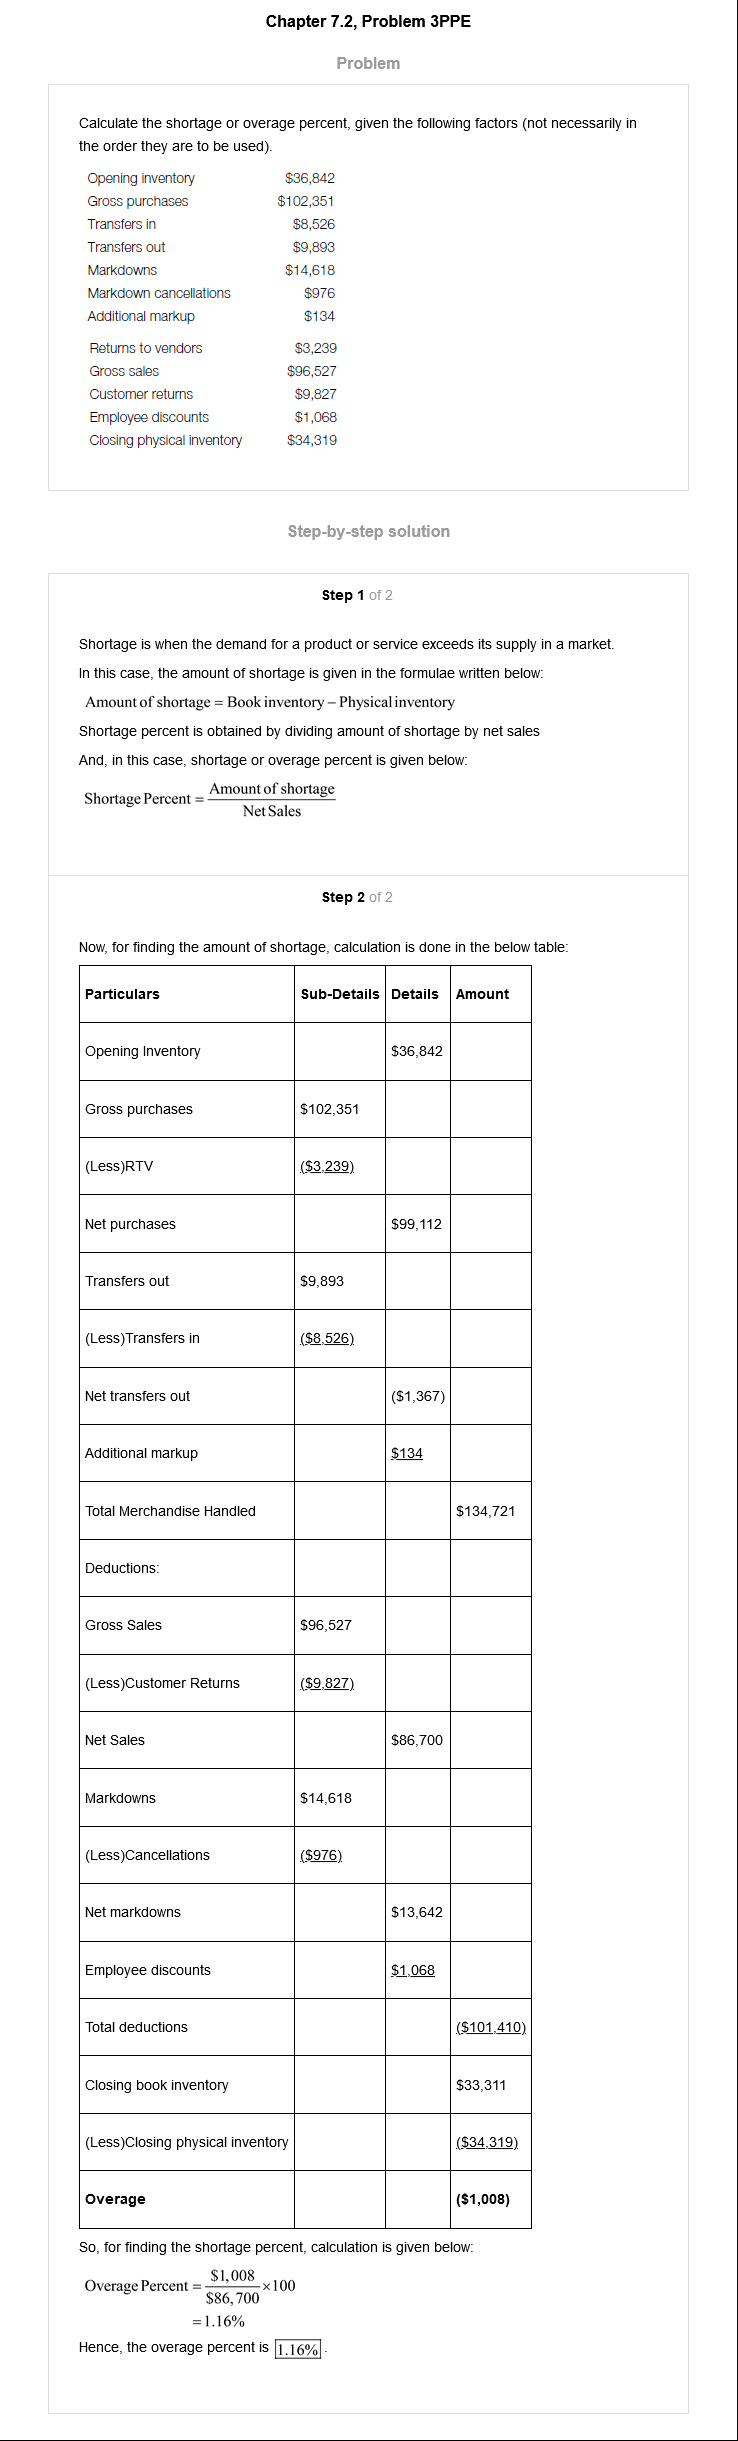 Chapter 7.2, Problem 3PPE
Problem
Calculate the shortage or overage percent, given the following factors (not necessarily in
the order they are to be used).
Opening inventory $36,842
Gross purchases $102,351
Transfers in $8,526
Transfers out $9,893
Markdowns $14,618
Markdown cancellations $976
Additional markup $134
Returns to vendors $3,239
Gross sales $96,527
Customer returns $9,827
Employee discounts $1,068
Closing physical inventory $34,319
Step-by-step solution
Step 1 of 2
Shortage is when the demand for a product or service exceeds its supply in a market.
In this case, the amount of shortage is given in the formulae written below:
Amount of shortage = Book inventory – Physical inventory
Shortage percent is obtained by dividing amount of shortage by net sales
And, in this case, shortage or overage percent is given below:
Shortage Percent = Amount of shortage
Net Sales
Step 2 of 2
Now, for finding the amount of shortage, calculation is done in the below table:
Particulars Sub-Details Details Amount
Opening Inventory $36,842
Gross purchases $102,351
(Less)RTV ($3,239)
Net purchases $99,112
Transfers out $9,893
(Less)Transfers in ($8,526)
Net transfers out ($1,367)
Additional markup $134
Total Merchandise Handled $134,721
Deductions:
Gross Sales $96,527
(Less)Customer Returns ($9,827)
Net Sales $86,700
Markdowns $14,618
(Less)Cancellations ($976)
Net markdowns $13,642
Employee discounts $1,068
Total deductions ($101,410)
Closing book inventory $33,311
(Less)Closing physical inventory ($34,319)
Overage ($1,008)
So, for finding the shortage percent, calculation is given below:
Overage Percent = $1,008
$86,700 ×100
=1.16%
Hence, the overage percent is 1.16% .